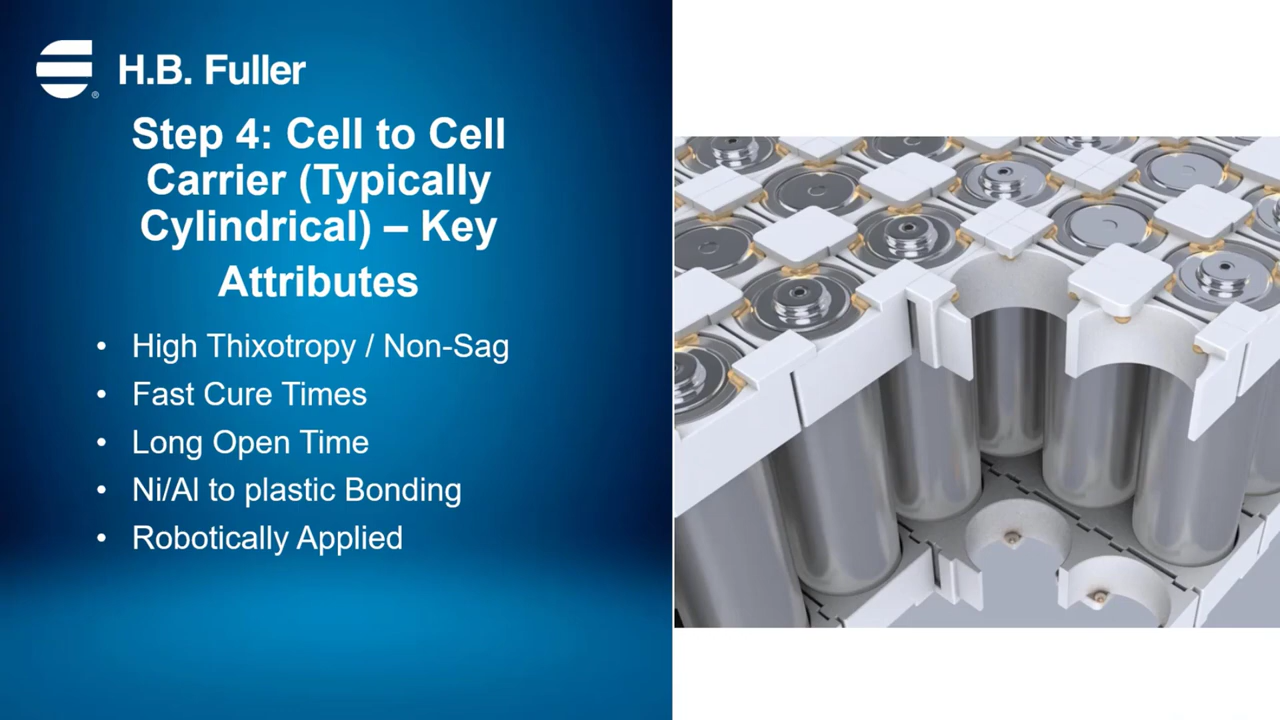 H.B. Fuller
®
Step 4: Cell to Cell
Carrier (Typically
Cylindrical) – Key
Attributes
• High Thixotropy / Non-Sag
• Fast Cure Times
• Long Open Time
• Ni/Al to plastic Bonding
• Robotically Applied